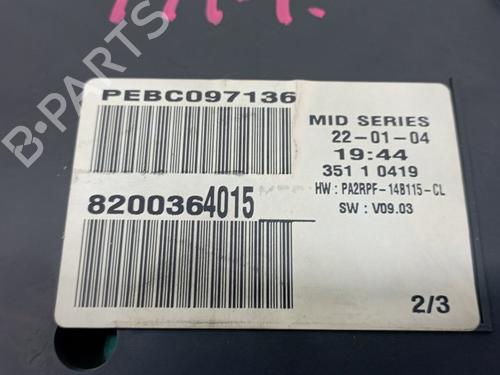 PEBC097136
MID SERIES
22-01-04
19:44
351 1 0419
HW : PA2RPF-14B115-CL
SW : V09.03
8200364015
2/3
B-PARTS